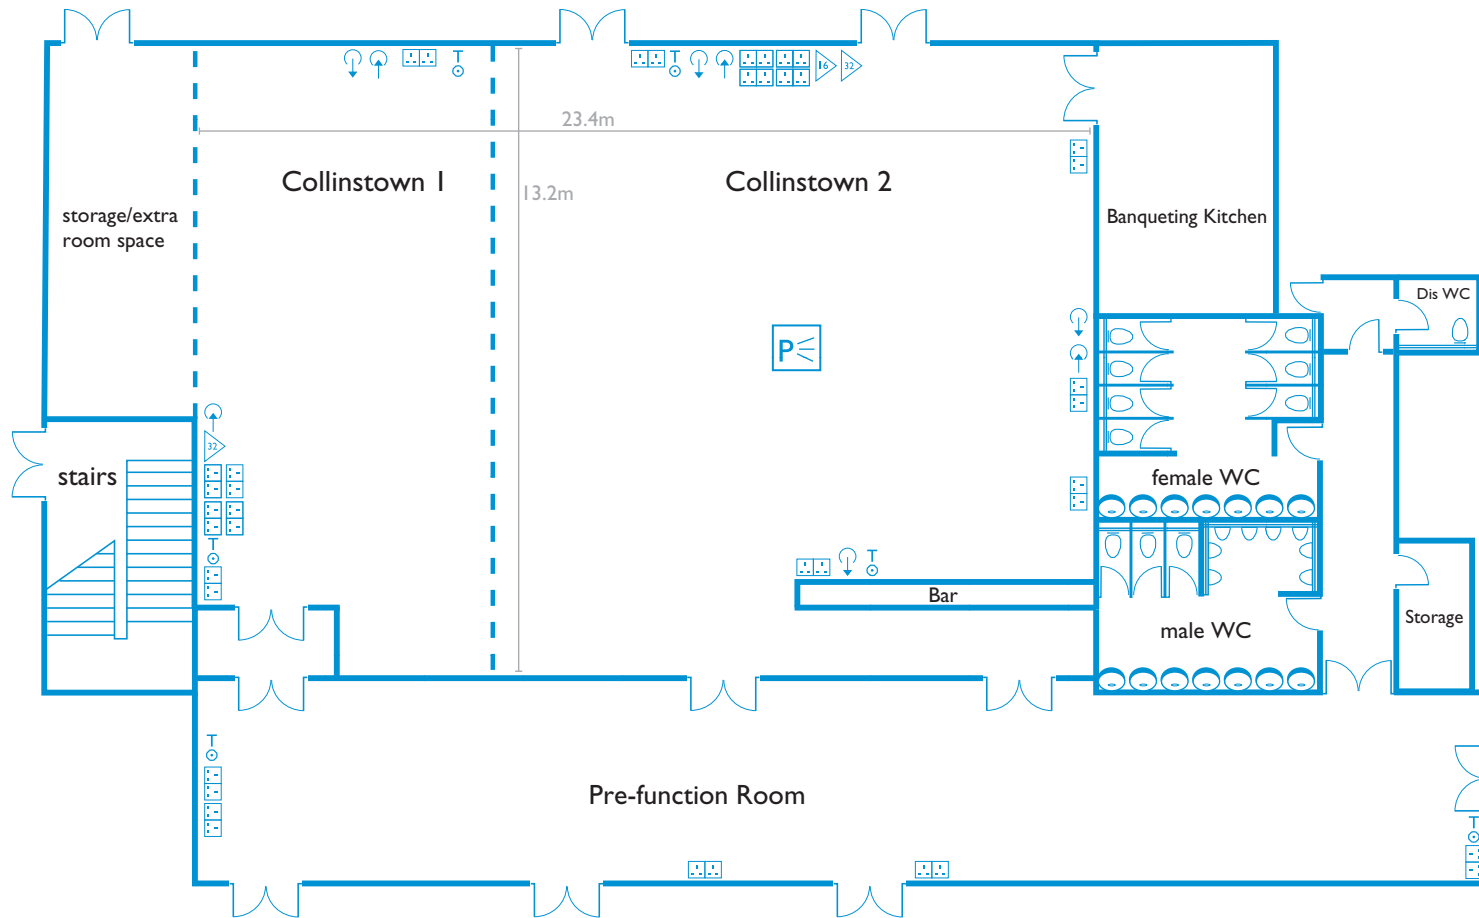 T
T
16
32
23.4m
Collinstown 1
Collinstown 2
13.2m
storage/extra
room space
Banqueting Kitchen
Dis WC
P
32
stairs
female WC
T
T
Bar
Storage
male WC
T
Pre-function Room
T